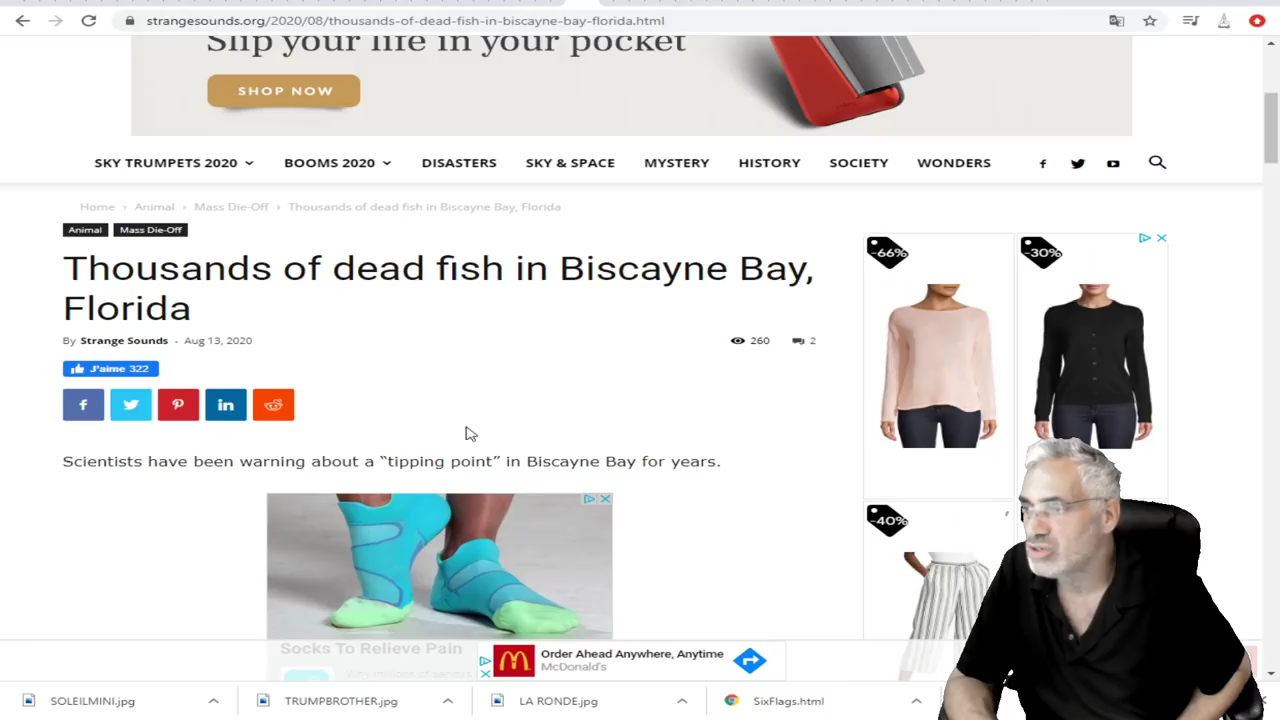 strangesounds.org/2020/08/thousands-of-dead-fish-in-biscayne-bay-florida.html
Slip your life in your pocket
SHOP NOW
SKY TRUMPETS 2020 BOOMS 2020 DISASTERS SKY & SPACE MYSTERY HISTORY SOCIETY WONDERS
Home › Animal › Mass Die-Off › Thousands of dead fish in Biscayne Bay, Florida
Animal Mass Die-Off
Thousands of dead fish in Biscayne Bay,
Florida
By Strange Sounds - Aug 13, 2020 260 2
J'aime 322
Scientists have been warning about a “tipping point” in Biscayne Bay for years.
-66%
-30%
-40%
Socks To Relieve Pain
Why millions of seniors
Order Ahead Anywhere, Anytime
McDonald's
SOLEILMINI.jpg TRUMPBROTHER.jpg LA RONDE.jpg SixFlags.html